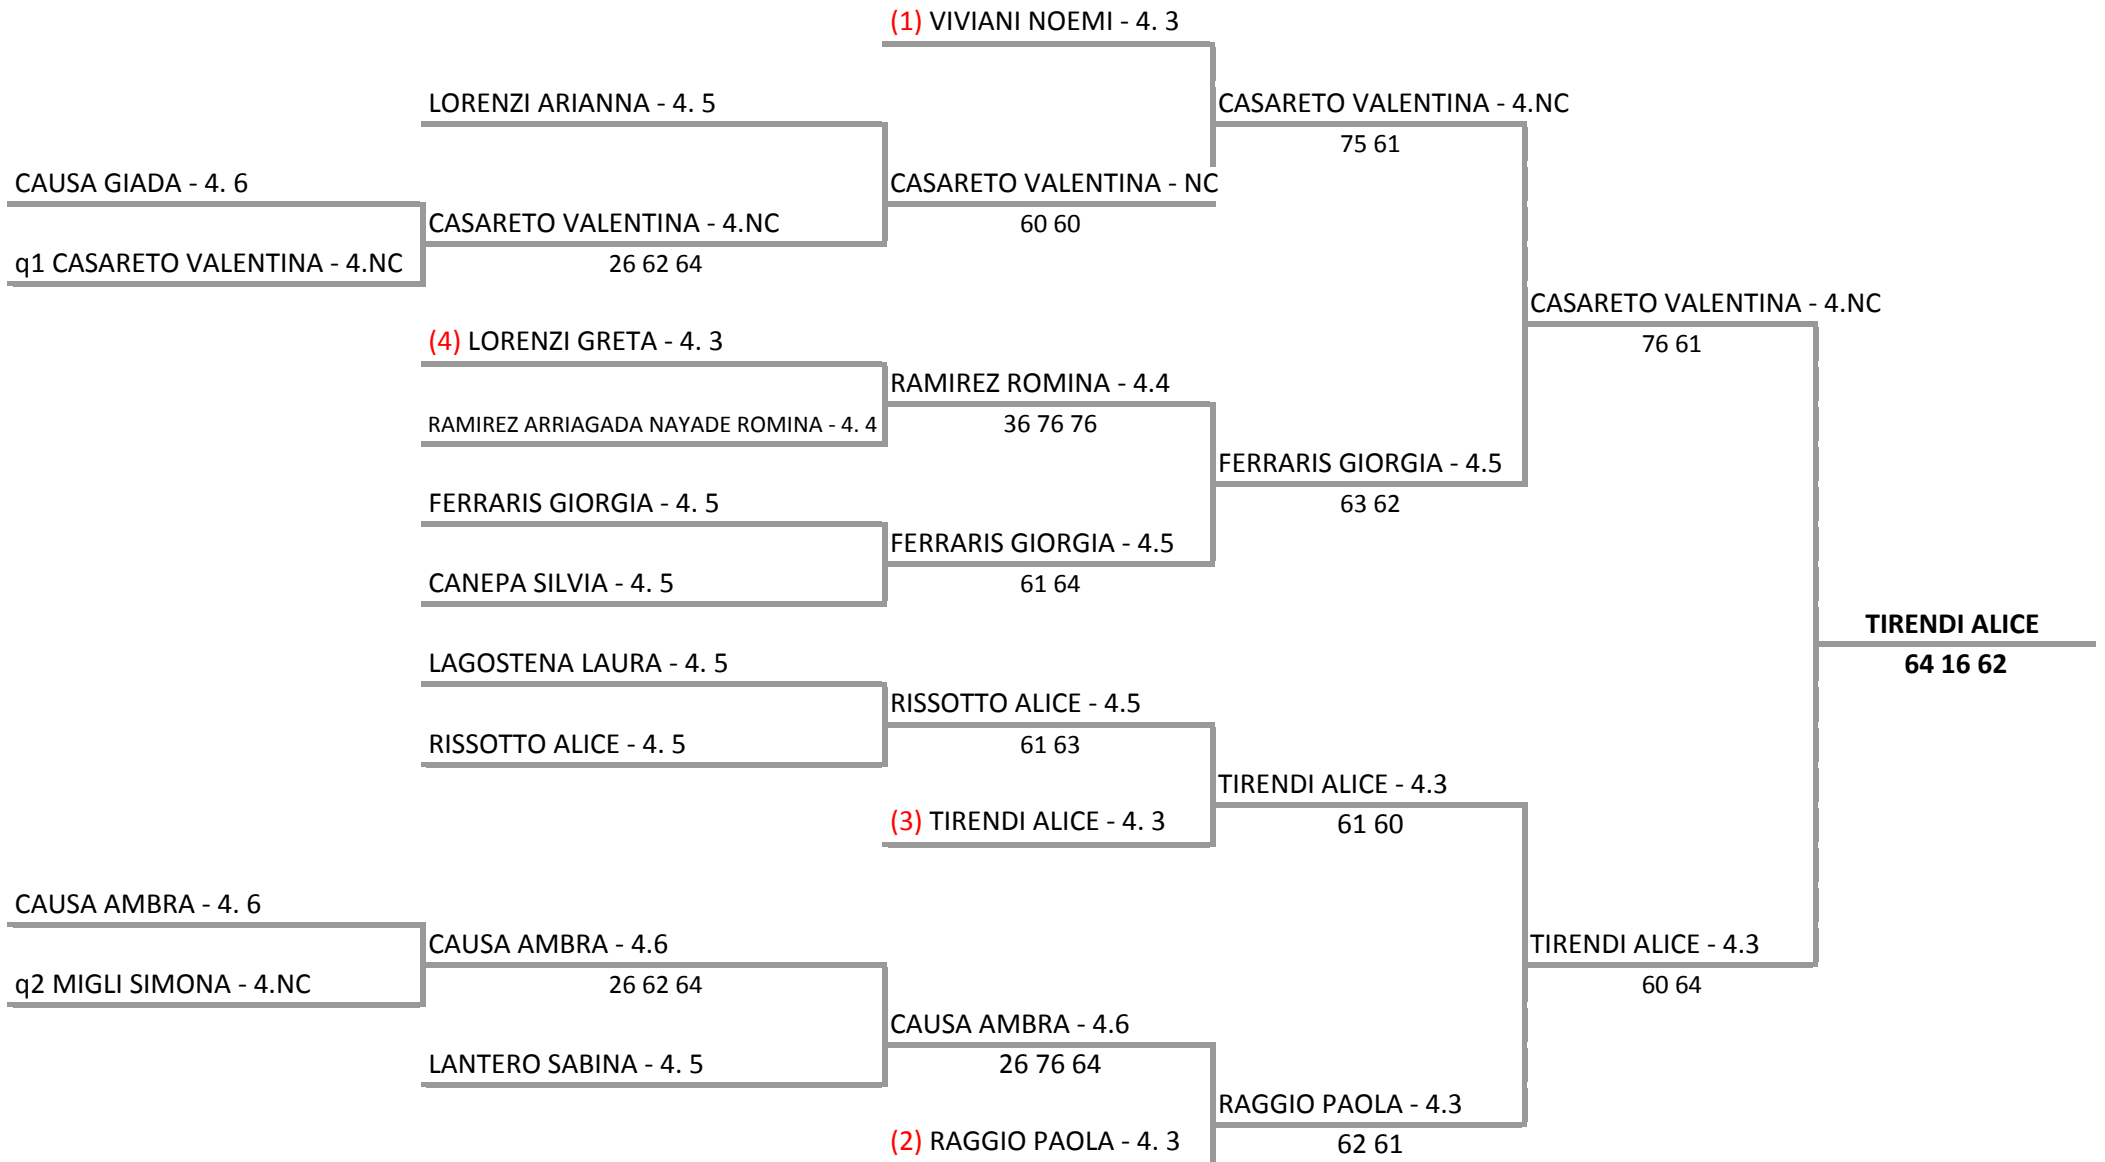 (1) VIVIANI NOEMI - 4. 3
LORENZI ARIANNA - 4. 5
CASARETO VALENTINA - 4.NC
75 61
CAUSA GIADA - 4. 6
CASARETO VALENTINA - NC
CASARETO VALENTINA - 4.NC
60 60
q1 CASARETO VALENTINA - 4.NC
26 62 64
CASARETO VALENTINA - 4.NC
(4) LORENZI GRETA - 4. 3
76 61
RAMIREZ ROMINA - 4.4
RAMIREZ ARRIAGADA NAYADE ROMINA - 4. 4
36 76 76
FERRARIS GIORGIA - 4.5
FERRARIS GIORGIA - 4. 5
63 62
FERRARIS GIORGIA - 4.5
CANEPA SILVIA - 4. 5
61 64
TIRENDI ALICE
LAGOSTENA LAURA - 4. 5
64 16 62
RISSOTTO ALICE - 4.5
RISSOTTO ALICE - 4. 5
61 63
TIRENDI ALICE - 4.3
(3) TIRENDI ALICE - 4. 3
61 60
CAUSA AMBRA - 4. 6
CAUSA AMBRA - 4.6
TIRENDI ALICE - 4.3
q2 MIGLI SIMONA - 4.NC
26 62 64
60 64
CAUSA AMBRA - 4.6
LANTERO SABINA - 4. 5
26 76 64
RAGGIO PAOLA - 4.3
(2) RAGGIO PAOLA - 4. 3
62 61